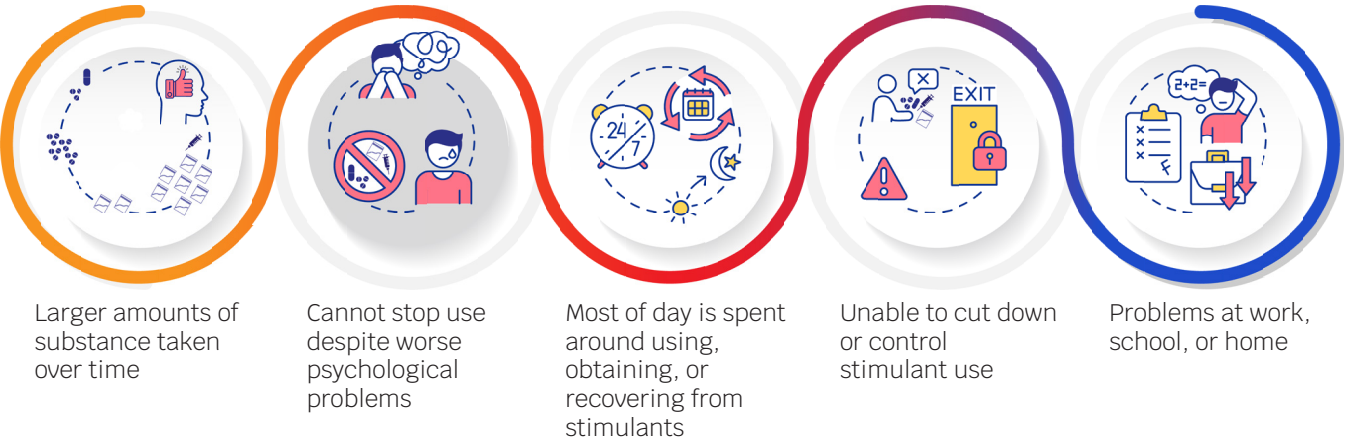 24
7
EXIT
2+2=
Larger amounts of
substance taken
over time
Cannot stop use
despite worse
psychological
problems
Most of day is spent
around using,
obtaining, or
recovering from
stimulants
Unable to cut down
or control
stimulant use
Problems at work,
school, or home